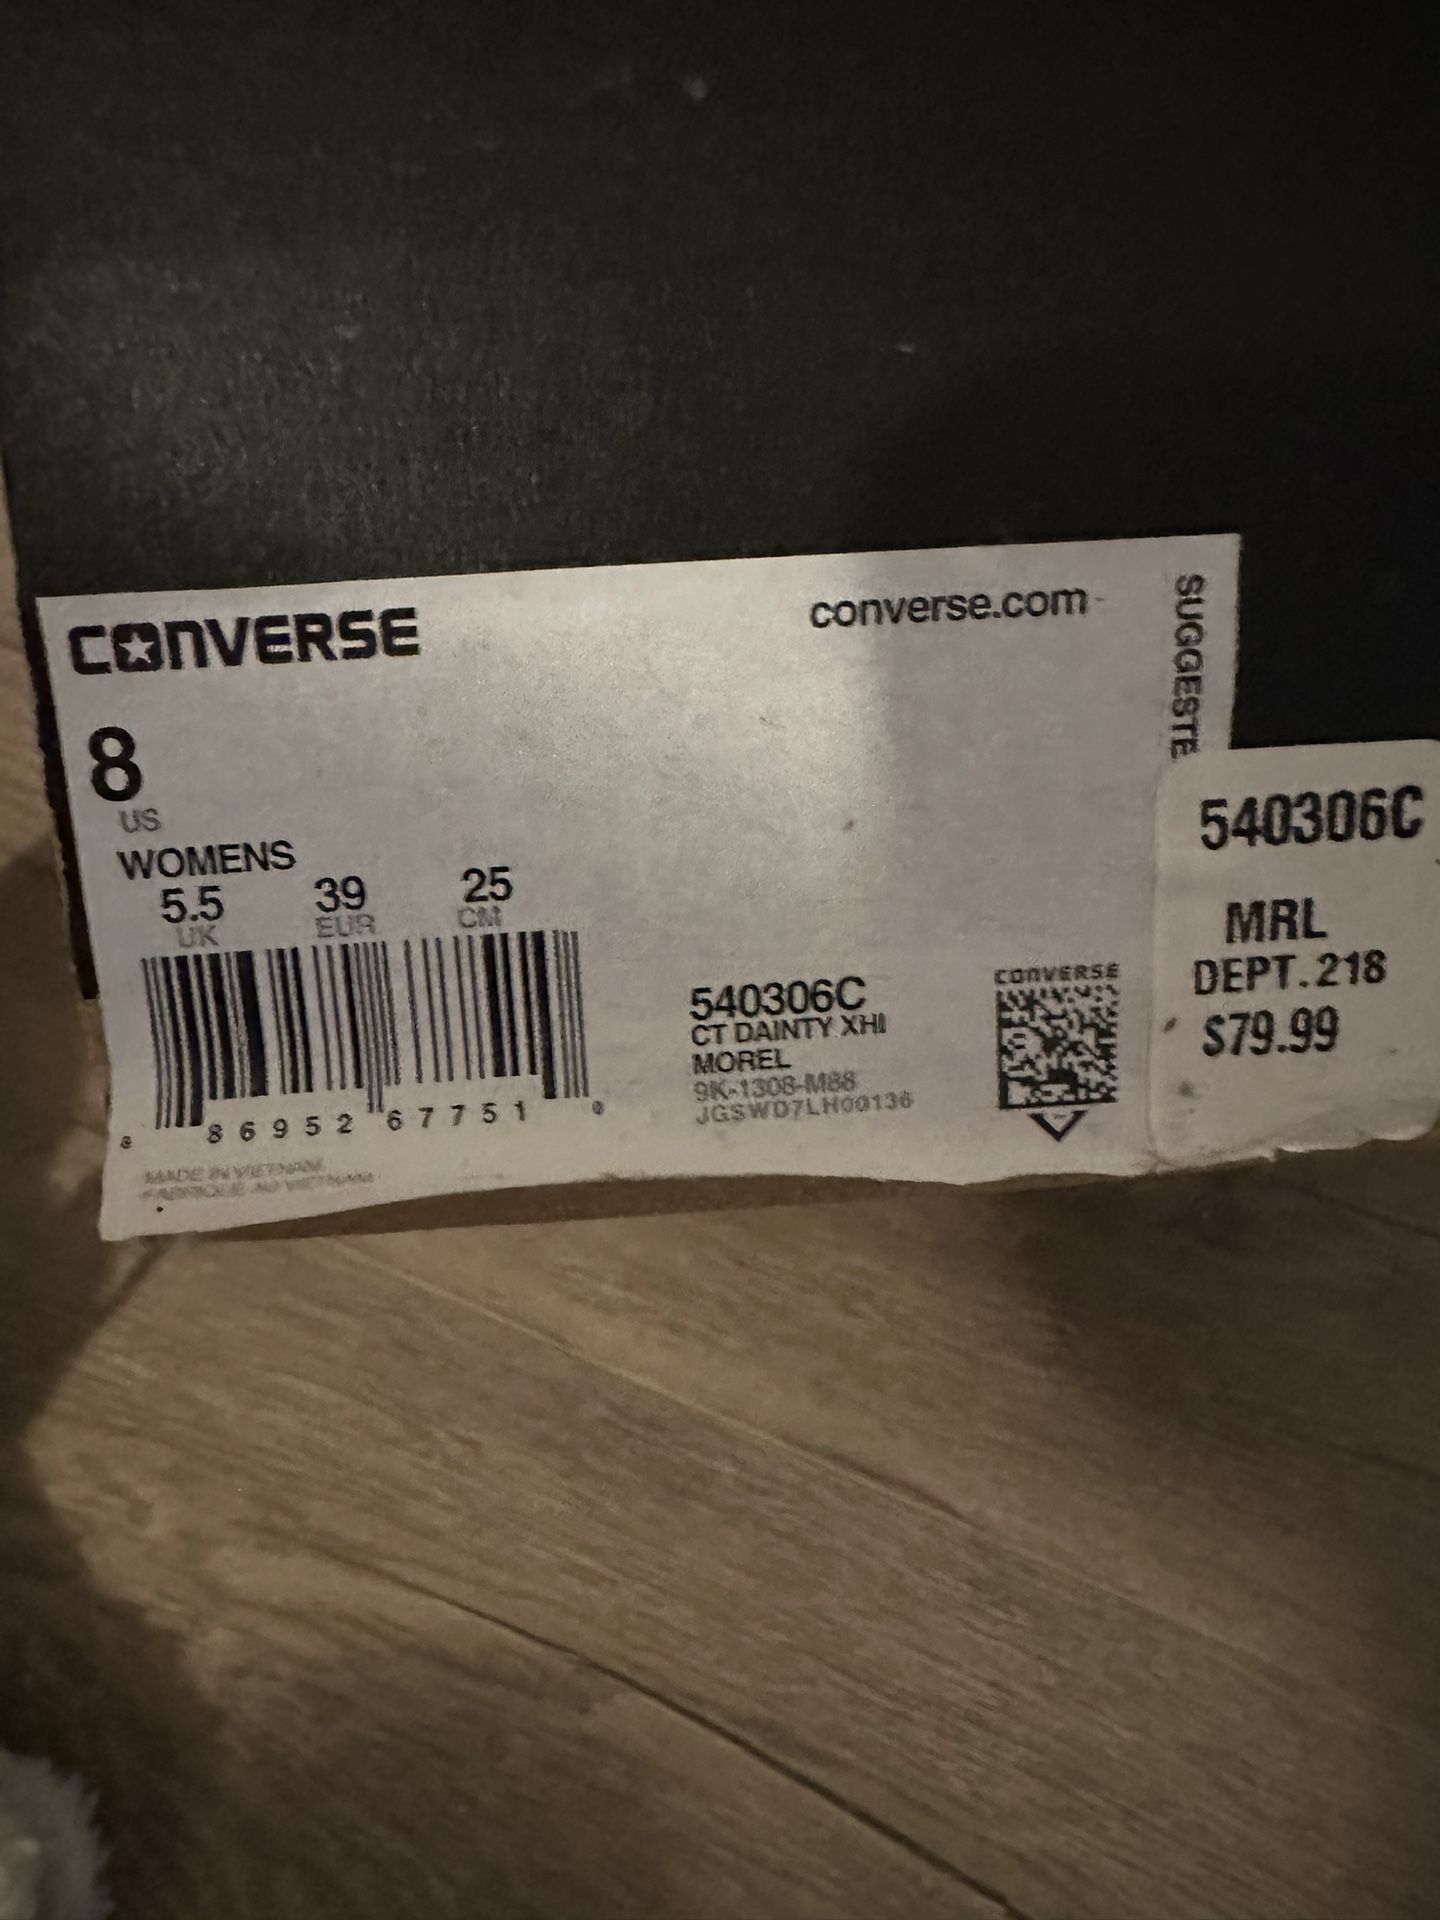 CONVERSE
converse.com
SUGGESTE
8
US
WOMENS
5.5 39 25
UK EUR CM
8 86952 67751 0
MADE IN VIETNAM
FABRIQUE AU VIETNAM
540306C
CT DAINTY XHI
MOREL
9K-1308-M88
JGSWD7LH00136
CONVERSE
540306C
MRL
DEPT.218
$79.99